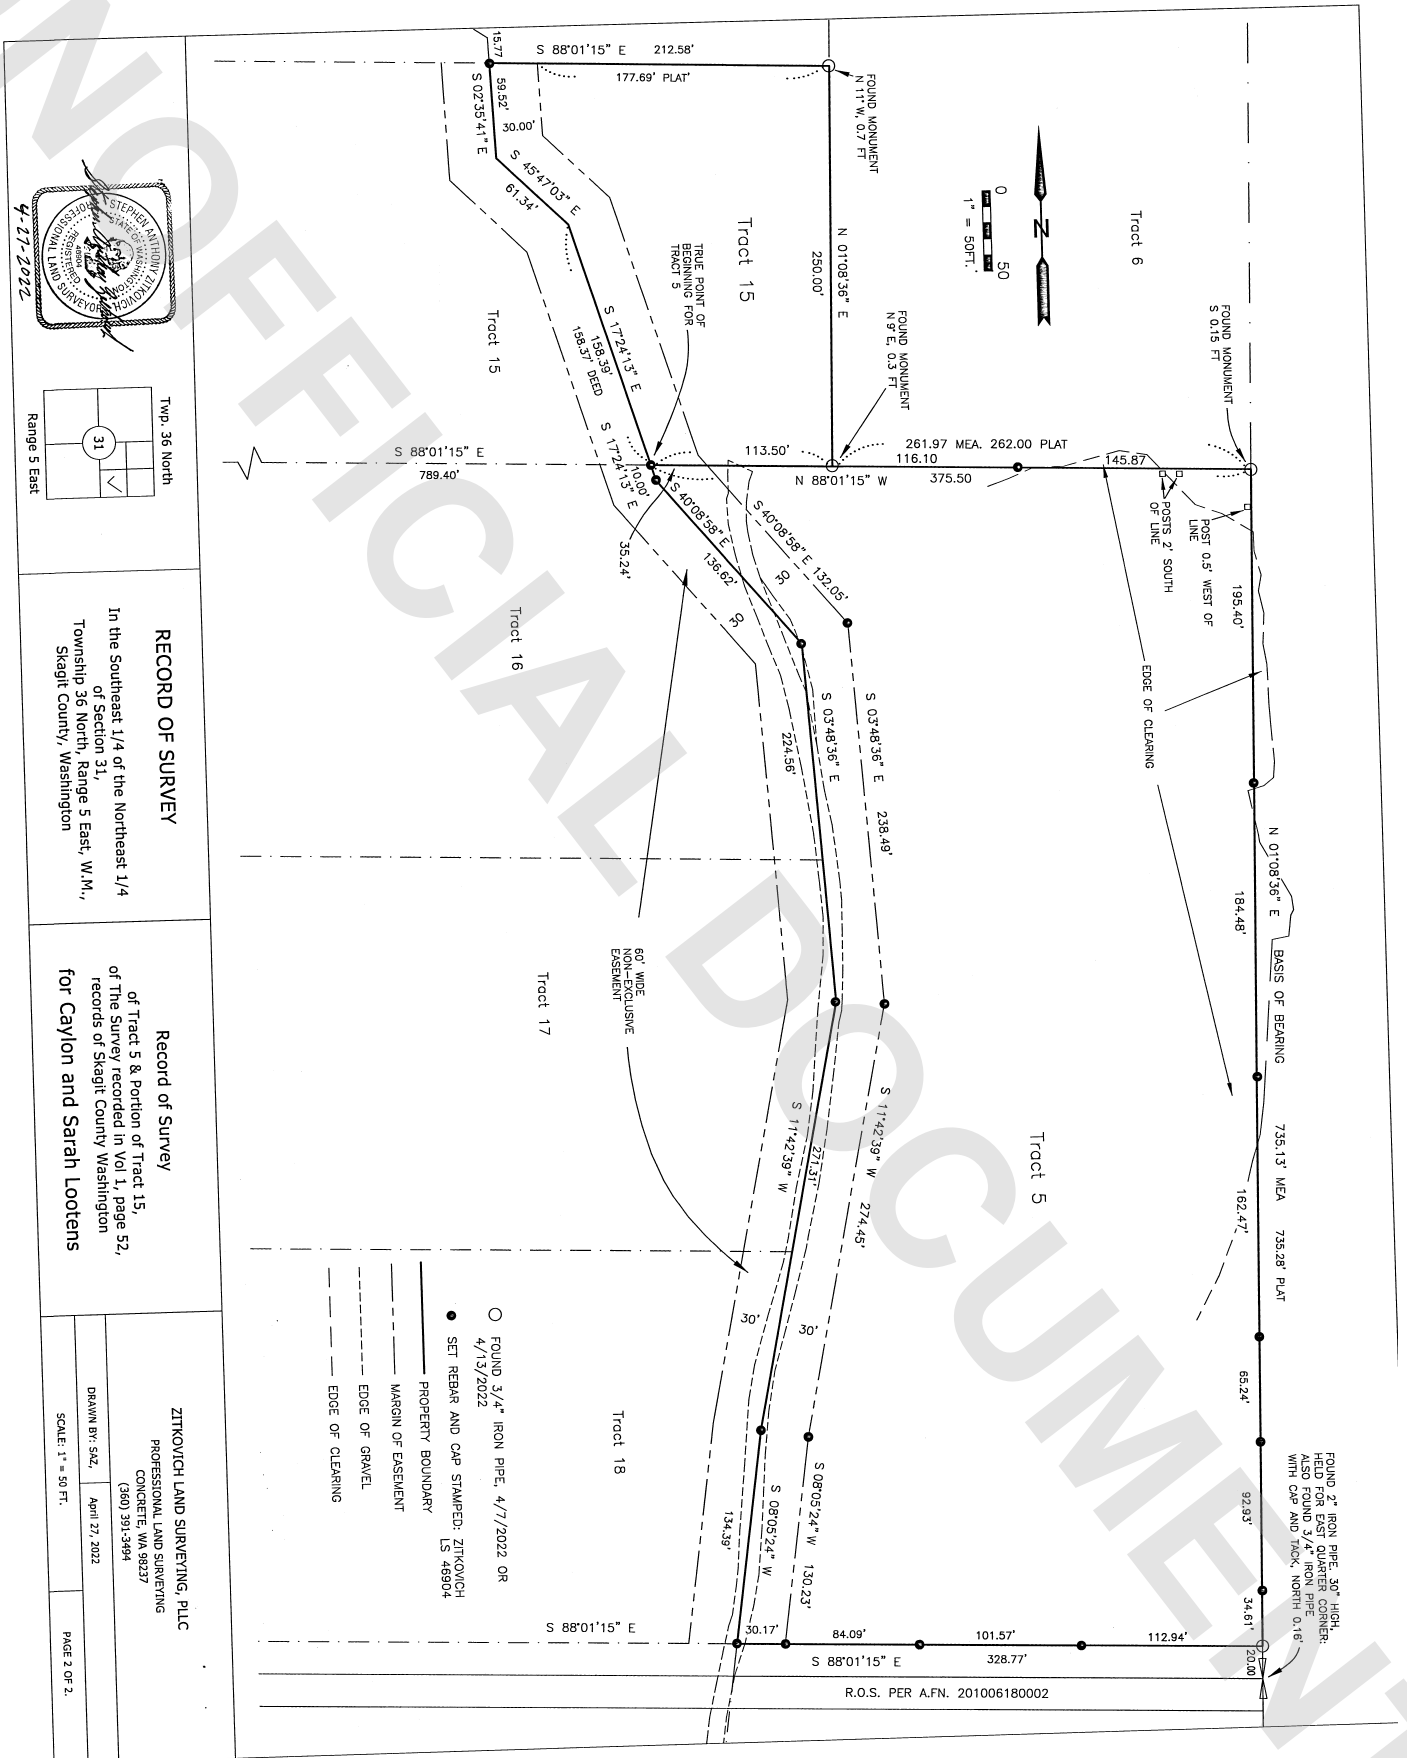 UNOFFICIAL DOCUMENT
S 88°01'15" E 212.58'
177.69' PLAT'
15.77
59.52'
S 02°35'41" E
30.00'
S 45°47'03" E
61.34'
FOUND MONUMENT
N 11° W, 0.7 FT
N 01°08'36" E
250.00'
Tract 15
Tract 6
N
0 50
1" = 50FT.
TRUE POINT OF
BEGINNING FOR
TRACT 5
FOUND MONUMENT
N 9° E, 0.3 FT
FOUND MONUMENT
S 0.15 FT
Tract 15
S 17°24'13" E
158.39'
158.37' DEED
S 17°24'13" E
10.00'
S 88°01'15" E
789.40'
113.50'
261.97 MEA. 262.00 PLAT
116.10
145.87
N 88°01'15" W 375.50
35.24'
S 40°08'58" E
136.62'
S 40°08'58" E 132.05'
30
30
POSTS 2' SOUTH
OF LINE
POST 0.5' WEST OF
LINE
195.40'
EDGE OF CLEARING
Tract 16
S 03°48'36" E
224.56'
S 03°48'36" E 238.49'
N 01°08'36" E BASIS OF BEARING 735.13' MEA 735.28' PLAT
184.48'
162.47'
65.24'
92.93'
34.61'
20.00
60' WIDE
NON-EXCLUSIVE
EASEMENT
Tract 17
Tract 5
S 11°42'39" W
271.31'
S 11°42'39" W 274.45'
30'
30'
Tract 18
S 08°05'24" W
134.39'
S 08°05'24" W 130.23'
FOUND 2" IRON PIPE, 30" HIGH,
HELD FOR EAST QUARTER CORNER:
ALSO FOUND 3/4" IRON PIPE
WITH CAP AND TACK, NORTH 0.16'
S 88°01'15" E
30.17'
84.09'
101.57'
112.94'
S 88°01'15" E 328.77'
R.O.S. PER A.FN. 201006180002
FOUND 3/4" IRON PIPE, 4/7/2022 OR
4/13/2022
SET REBAR AND CAP STAMPED: ZITKOVICH
LS 46904
PROPERTY BOUNDARY
MARGIN OF EASEMENT
EDGE OF GRAVEL
EDGE OF CLEARING
STEPHEN ANTHONY ZITKOVICH
STATE OF WASHINGTON
46904
REGISTERED
PROFESSIONAL LAND SURVEYOR
4-27-2022
Twp. 36 North
31
Range 5 East
RECORD OF SURVEY
In the Southeast 1/4 of the Northeast 1/4
of Section 31,
Township 36 North, Range 5 East, W.M.,
Skagit County, Washington
Record of Survey
of Tract 5 & Portion of Tract 15,
of The Survey recorded in Vol 1, page 52,
records of Skagit County Washington
for Caylon and Sarah Lootens
ZITKOVICH LAND SURVEYING, PLLC
PROFESSIONAL LAND SURVEYING
CONCRETE, WA 98237
(360) 391-3494
DRAWN BY: SAZ, April 27, 2022
SCALE: 1" = 50 FT. PAGE 2 OF 2.